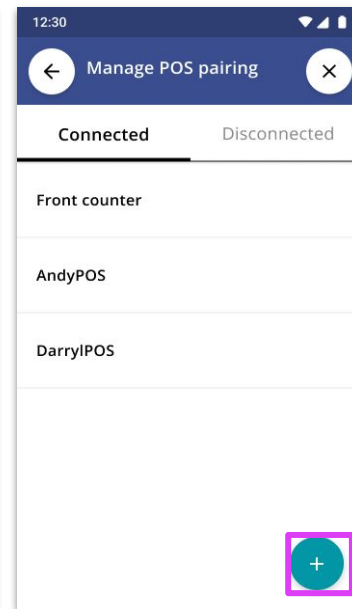 12:30
Manage POS pairing
Connected Disconnected
Front counter
AndyPOS
DarrylPOS